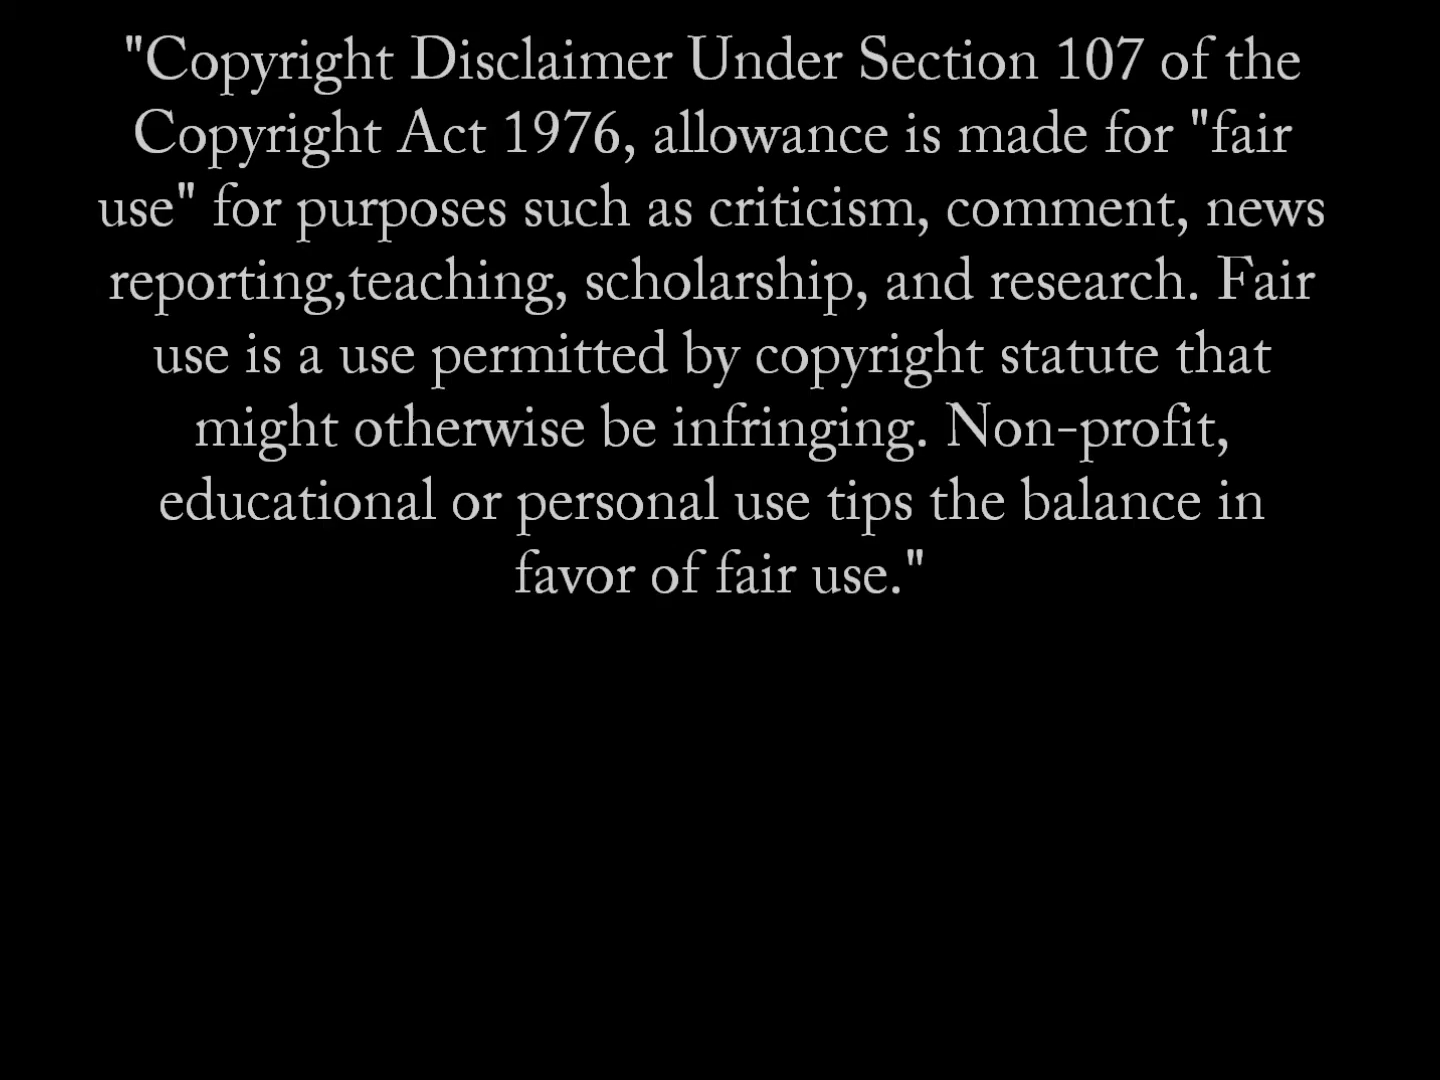 "Copyright Disclaimer Under Section 107 of the
Copyright Act 1976, allowance is made for "fair
use" for purposes such as criticism, comment, news
reporting,teaching, scholarship, and research. Fair
use is a use permitted by copyright statute that
might otherwise be infringing. Non-profit,
educational or personal use tips the balance in
favor of fair use."